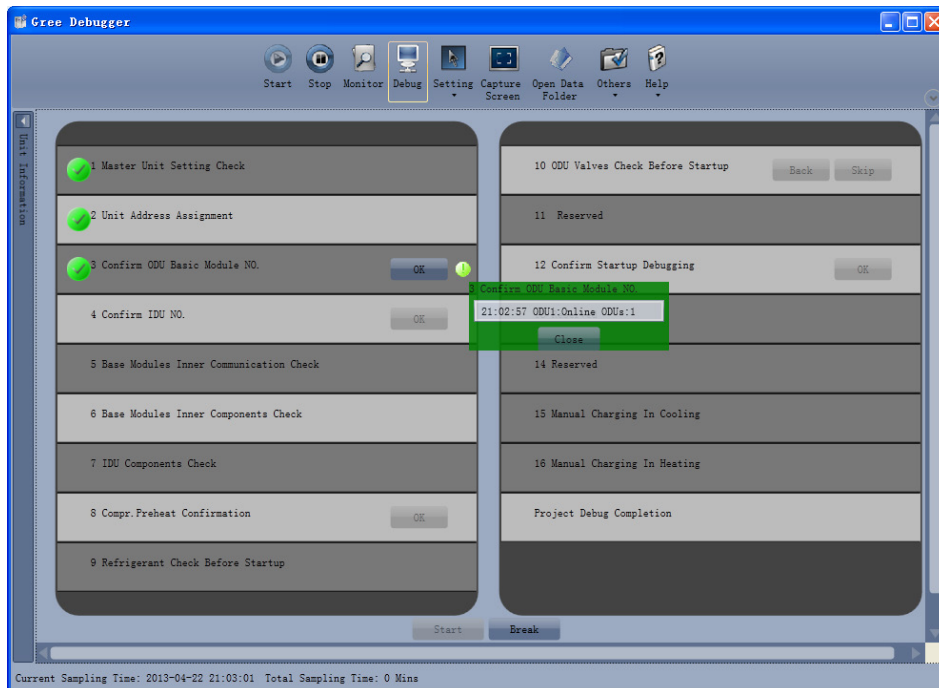 Gree Debugger
Start Stop Monitor Debug Setting Capture Screen Open Data Folder Others Help
Unit Information
1 Master Unit Setting Check
2 Unit Address Assignment
3 Confirm ODU Basic Module NO. OK
4 Confirm IDU NO. OK
5 Base Modules Inner Communication Check
6 Base Modules Inner Components Check
7 IDU Components Check
8 Compr.Preheat Confirmation OK
9 Refrigerant Check Before Startup
10 ODU Valves Check Before Startup Back Skip
11 Reserved
12 Confirm Startup Debugging OK
3 Confirm ODU Basic Module NO.
21:02:57 ODU1:Online ODUs:1
Close
14 Reserved
15 Manual Charging In Cooling
16 Manual Charging In Heating
Project Debug Completion
Start Break
Current Sampling Time: 2013-04-22 21:03:01 Total Sampling Time: 0 Mins